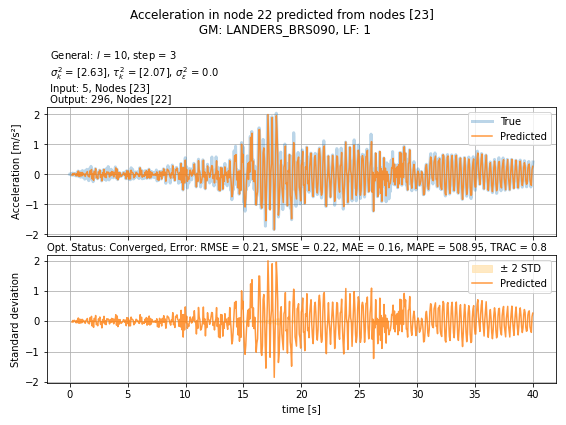 Acceleration in node 22 predicted from nodes [23]
GM: LANDERS_BRS090, LF: 1
General: l = 10, step = 3
σ²ₖ = [2.63], τ²ₖ = [2.07], σ²ε = 0.0
Input: 5, Nodes [23]
Output: 296, Nodes [22]
Acceleration [m/s²]
2
1
0
−1
−2
True
Predicted
Opt. Status: Converged, Error: RMSE = 0.21, SMSE = 0.22, MAE = 0.16, MAPE = 508.95, TRAC = 0.8
Standard deviation
2
1
0
−1
−2
± 2 STD
Predicted
0 5 10 15 20 25 30 35 40
time [s]